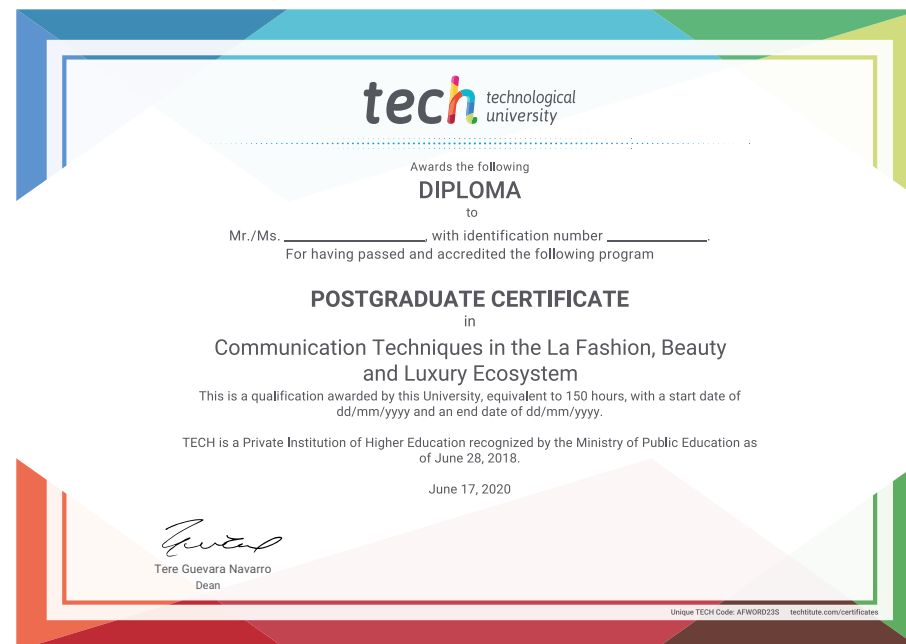 tech technological
university
Awards the following
DIPLOMA
to
Mr./Ms. ____________________, with identification number ______________.
For having passed and accredited the following program
POSTGRADUATE CERTIFICATE
in
Communication Techniques in the La Fashion, Beauty
and Luxury Ecosystem
This is a qualification awarded by this University, equivalent to 150 hours, with a start date of
dd/mm/yyyy and an end date of dd/mm/yyyy.
TECH is a Private Institution of Higher Education recognized by the Ministry of Public Education as
of June 28, 2018.
June 17, 2020
Tere Guevara Navarro
Dean
Unique TECH Code: AFWORD23S techtitute.com/certificates